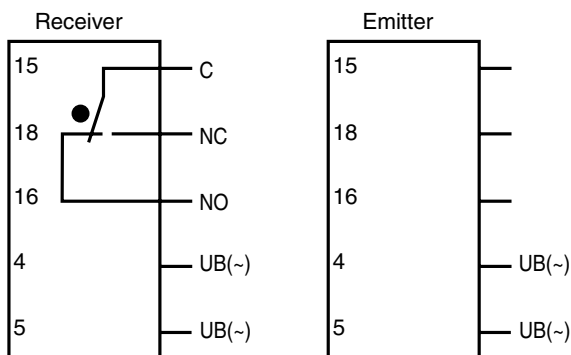 Receiver Emitter
15 C 15
18 NC 18
16 NO 16
4 UB(~) 4 UB(~)
5 UB(~) 5 UB(~)